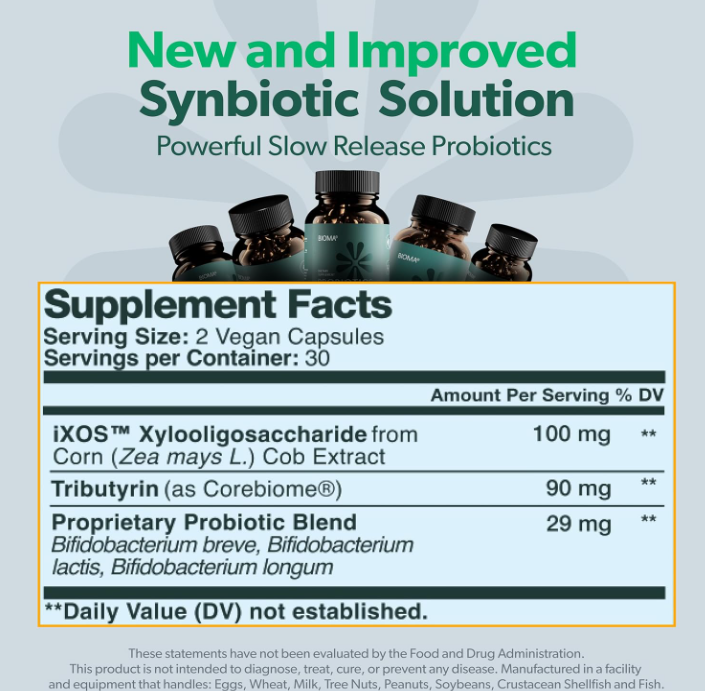 New and Improved
Synbiotic Solution
Powerful Slow Release Probiotics
BIOMA®
BIOMA®
Supplement Facts
Serving Size: 2 Vegan Capsules
Servings per Container: 30
Amount Per Serving % DV
iXOS™ Xylooligosaccharide from 100 mg **
Corn (Zea mays L.) Cob Extract
Tributyrin (as Corebiome®) 90 mg **
Proprietary Probiotic Blend 29 mg **
Bifidobacterium breve, Bifidobacterium
lactis, Bifidobacterium longum
**Daily Value (DV) not established.
These statements have not been evaluated by the Food and Drug Administration.
This product is not intended to diagnose, treat, cure, or prevent any disease. Manufactured in a facility
and equipment that handles: Eggs, Wheat, Milk, Tree Nuts, Peanuts, Soybeans, Crustacean Shellfish and Fish.